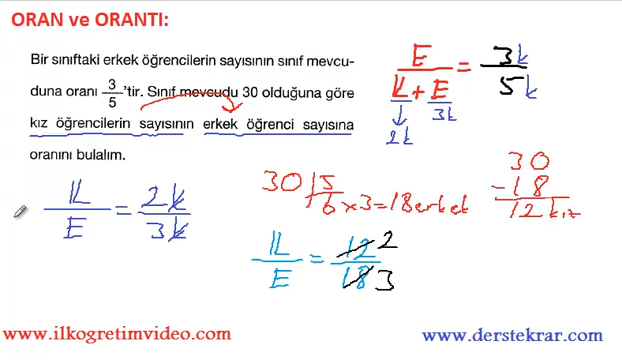 ORAN ve ORANTI:
Bir sınıftaki erkek öğrencilerin sayısının sınıf mevcu-
duna oranı 3/5 'tir. Sınıf mevcudu 30 olduğuna göre
kız öğrencilerin sayısının erkek öğrenci sayısına
oranını bulalım.
E/(K+E) = 3k/5k
2k 3k
K/E = 2k/3k
30 5
6x3=18 erkek
30
-18
12 kız
K/E = 12/18 2/3
www.ilkogretimvideo.com
www.derstekrar.com